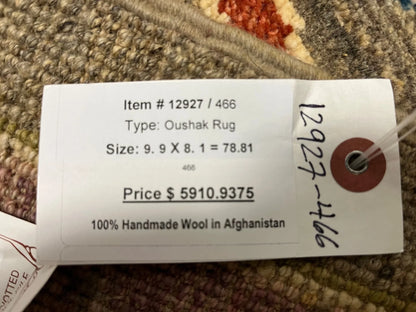 Item # 12927 / 466
Type: Oushak Rug
Size: 9. 9 X 8. 1 = 78.81
466
Price $ 5910.9375
100% Handmade Wool in Afghanistan
12927-466